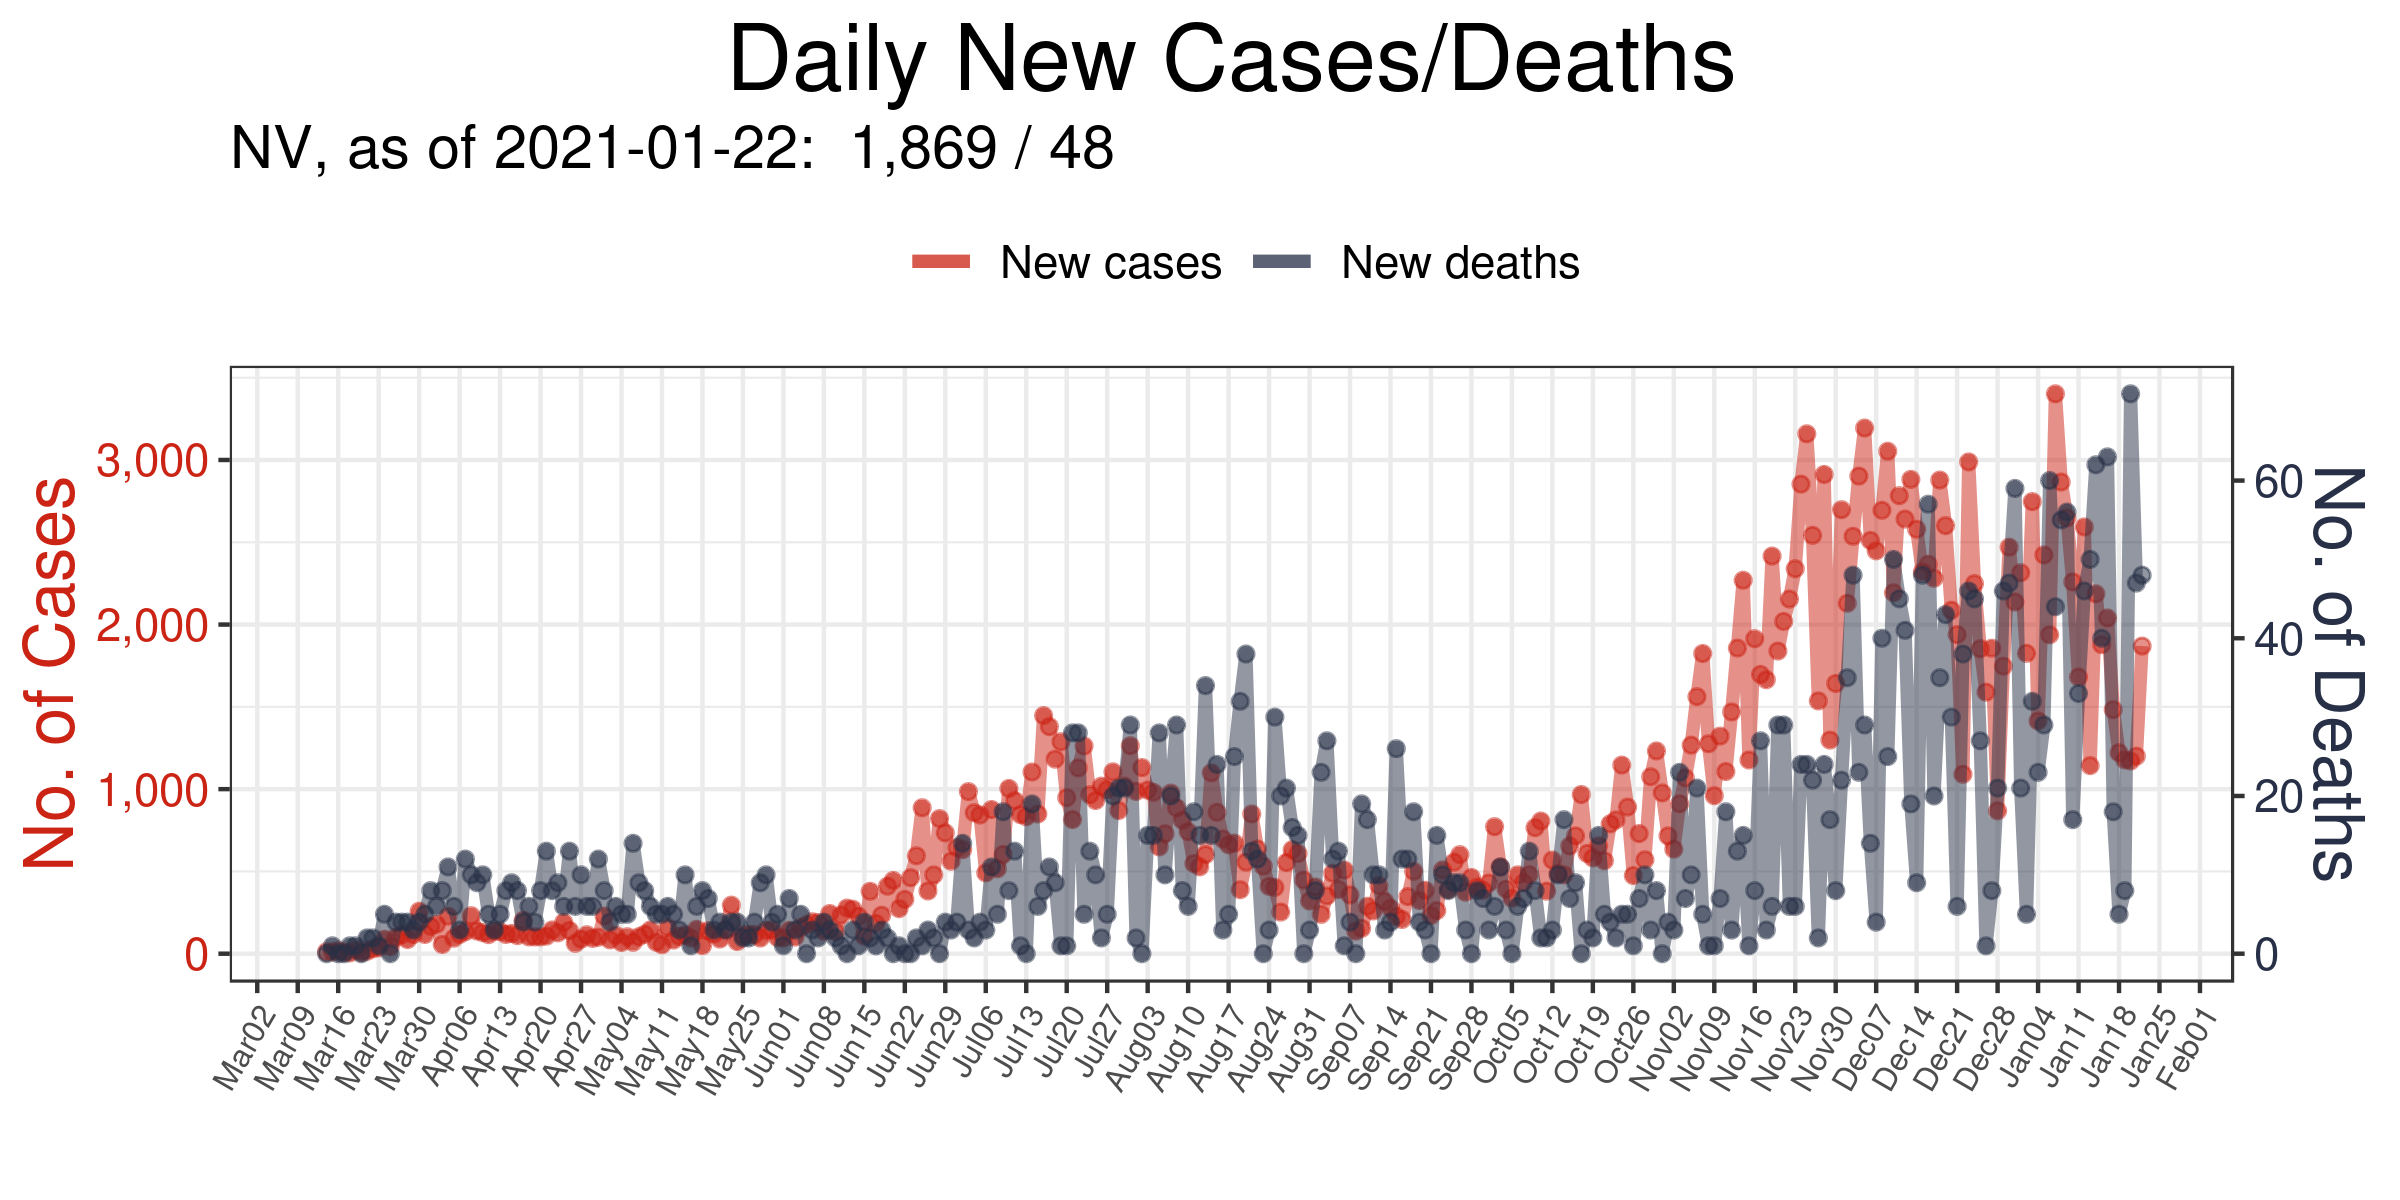 Daily New Cases/Deaths
NV, as of 2021-01-22:  1,869 / 48
New cases
New deaths
No. of Cases
3,000
2,000
1,000
0
60
40
20
0
No. of Deaths
Mar02
Mar09
Mar16
Mar23
Mar30
Apr06
Apr13
Apr20
Apr27
May04
May11
May18
May25
Jun01
Jun08
Jun15
Jun22
Jun29
Jul06
Jul13
Jul20
Jul27
Aug03
Aug10
Aug17
Aug24
Aug31
Sep07
Sep14
Sep21
Sep28
Oct05
Oct12
Oct19
Oct26
Nov02
Nov09
Nov16
Nov23
Nov30
Dec07
Dec14
Dec21
Dec28
Jan04
Jan11
Jan18
Jan25
Feb01